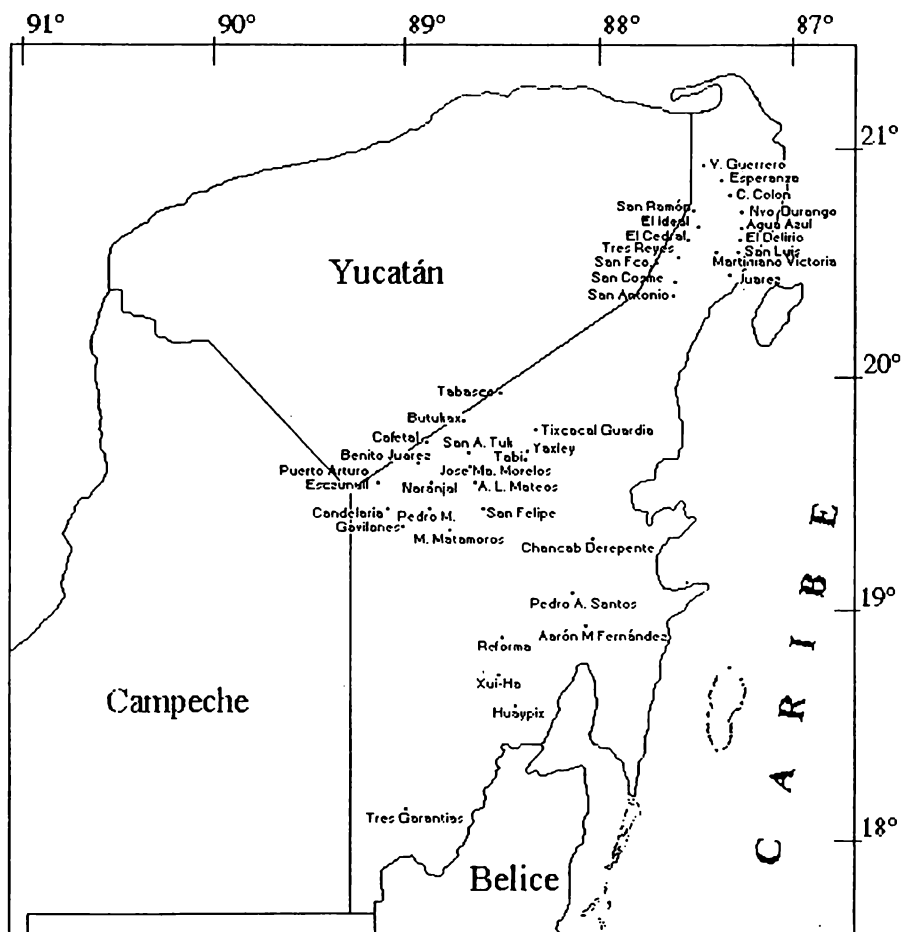 91° 90° 89° 88° 87°
21°
V. Guerrero
Esperanza
C. Colon
San Ramón
Nvo Durango
El Ideal
Agua Azul
El Cedral
El Delirio
Tres Reyes
San Luis
San Fco.
Martiniano Victoria
Yucatán
San Cosme
Juarez
San Antonio
20°
Tabasco
Butukax
Tixcacal Guardia
Cafetal
San A. Tuk
Yaxley
Benito Juárez
Tabi
Puerto Arturo
Jose Ma. Morelos
Naranjal
A. L. Mateos
Candelaria
Pedro M.
San Felipe
Gavilanes
M. Matamoros
Chancab Derepente
19°
Pedro A. Santos
Aarón M Fernández
Reforma
Xul-Ha
Campeche
Huaypix
CARIBE
18°
Tres Garantias
Belice